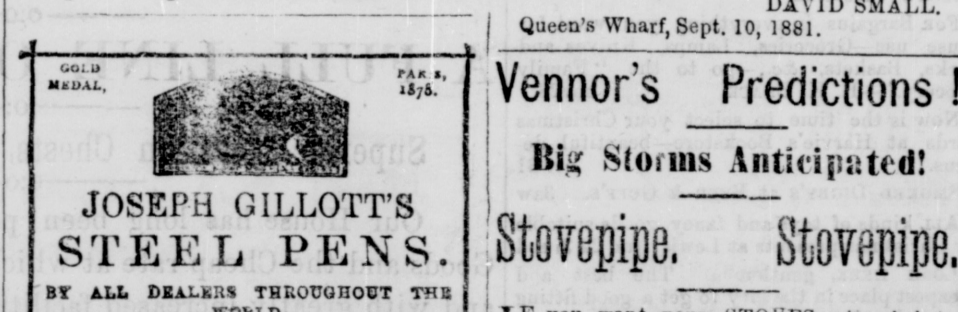 GOLD MEDAL,
PARIS, 1878.
JOSEPH GILLOTT'S
STEEL PENS.
BY ALL DEALERS THROUGHOUT THE
WORLD
DAVID SMALL.
Queen's Wharf, Sept. 10, 1881.
Vennor's Predictions!
Big Storms Anticipated!
Stovepipe. Stovepipe.